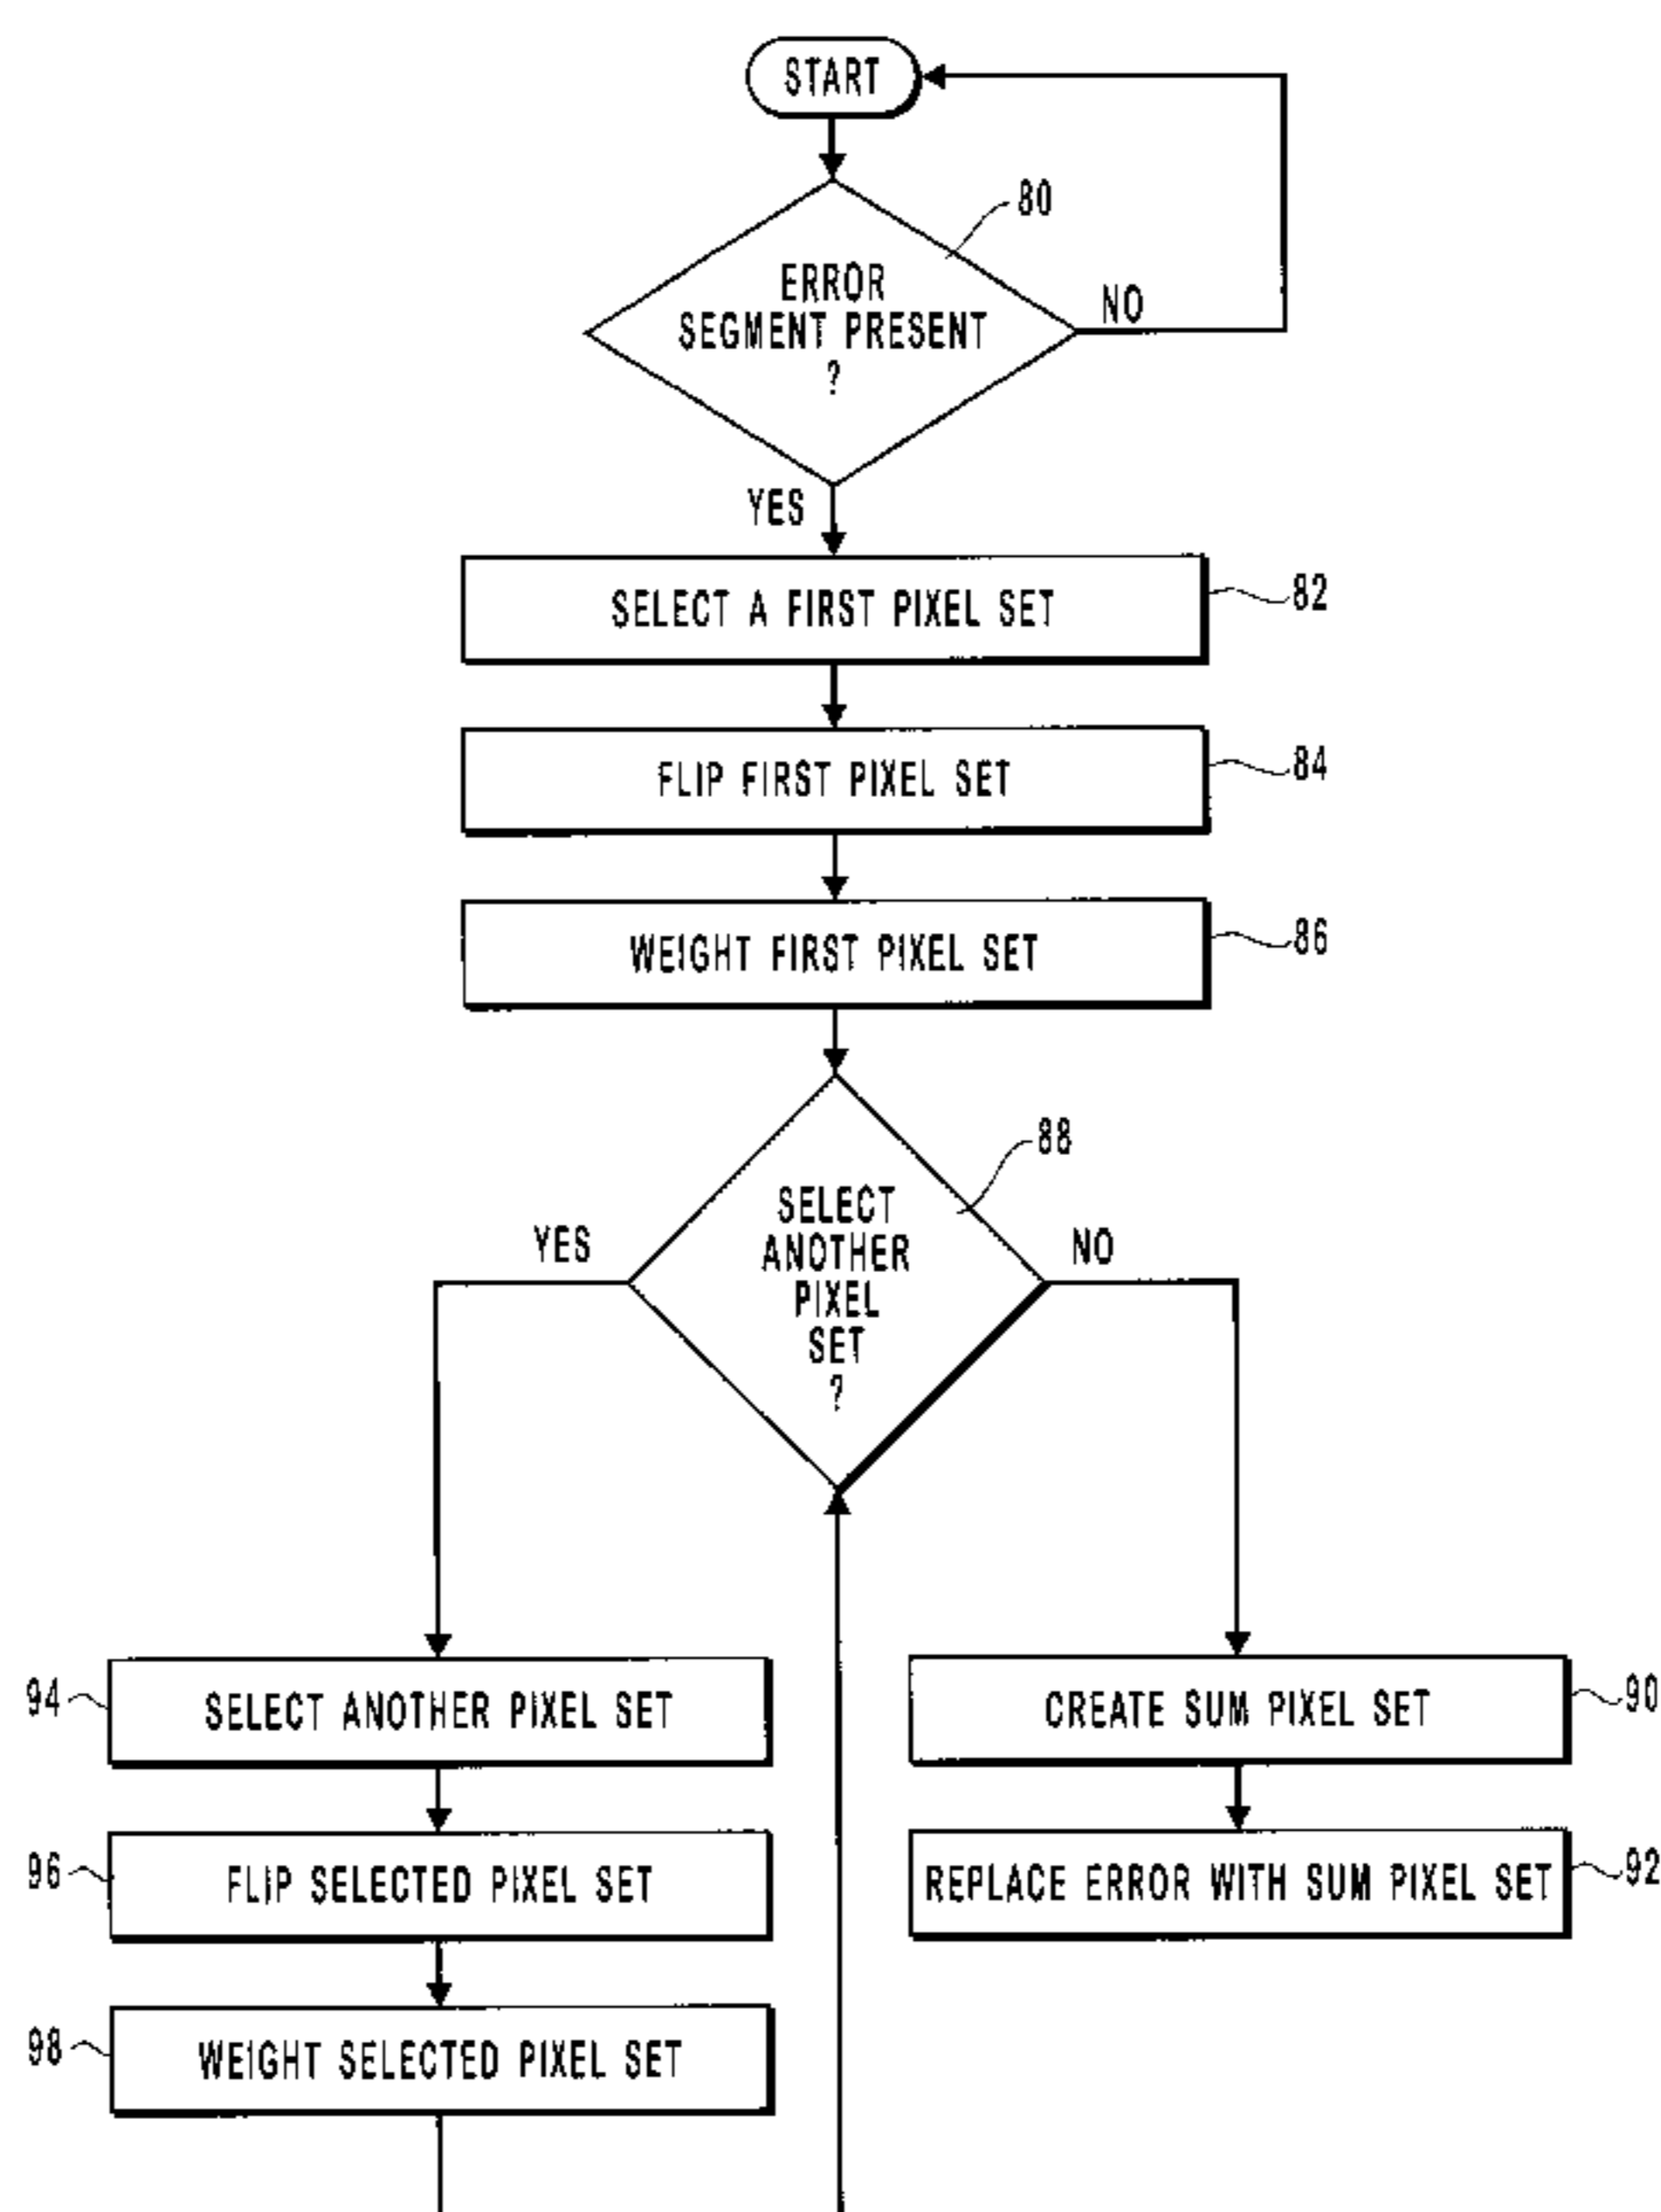 START
80
ERROR
SEGMENT PRESENT
?
NO
YES
SELECT A FIRST PIXEL SET
82
FLIP FIRST PIXEL SET
84
WEIGHT FIRST PIXEL SET
86
88
SELECT
ANOTHER
PIXEL
SET
?
YES
NO
94
SELECT ANOTHER PIXEL SET
96
FLIP SELECTED PIXEL SET
98
WEIGHT SELECTED PIXEL SET
CREATE SUM PIXEL SET
90
REPLACE ERROR WITH SUM PIXEL SET
92